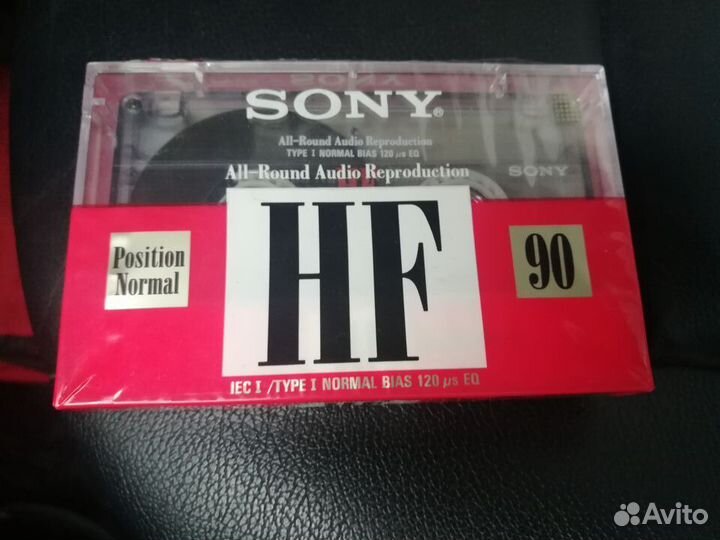 SONY®
All-Round Audio Reproduction
TYPE I NORMAL BIAS 120 µs EQ
All-Round Audio Reproduction
SONY
Position Normal
HF
90
IEC I / TYPE I NORMAL BIAS 120 µs EQ
Avito